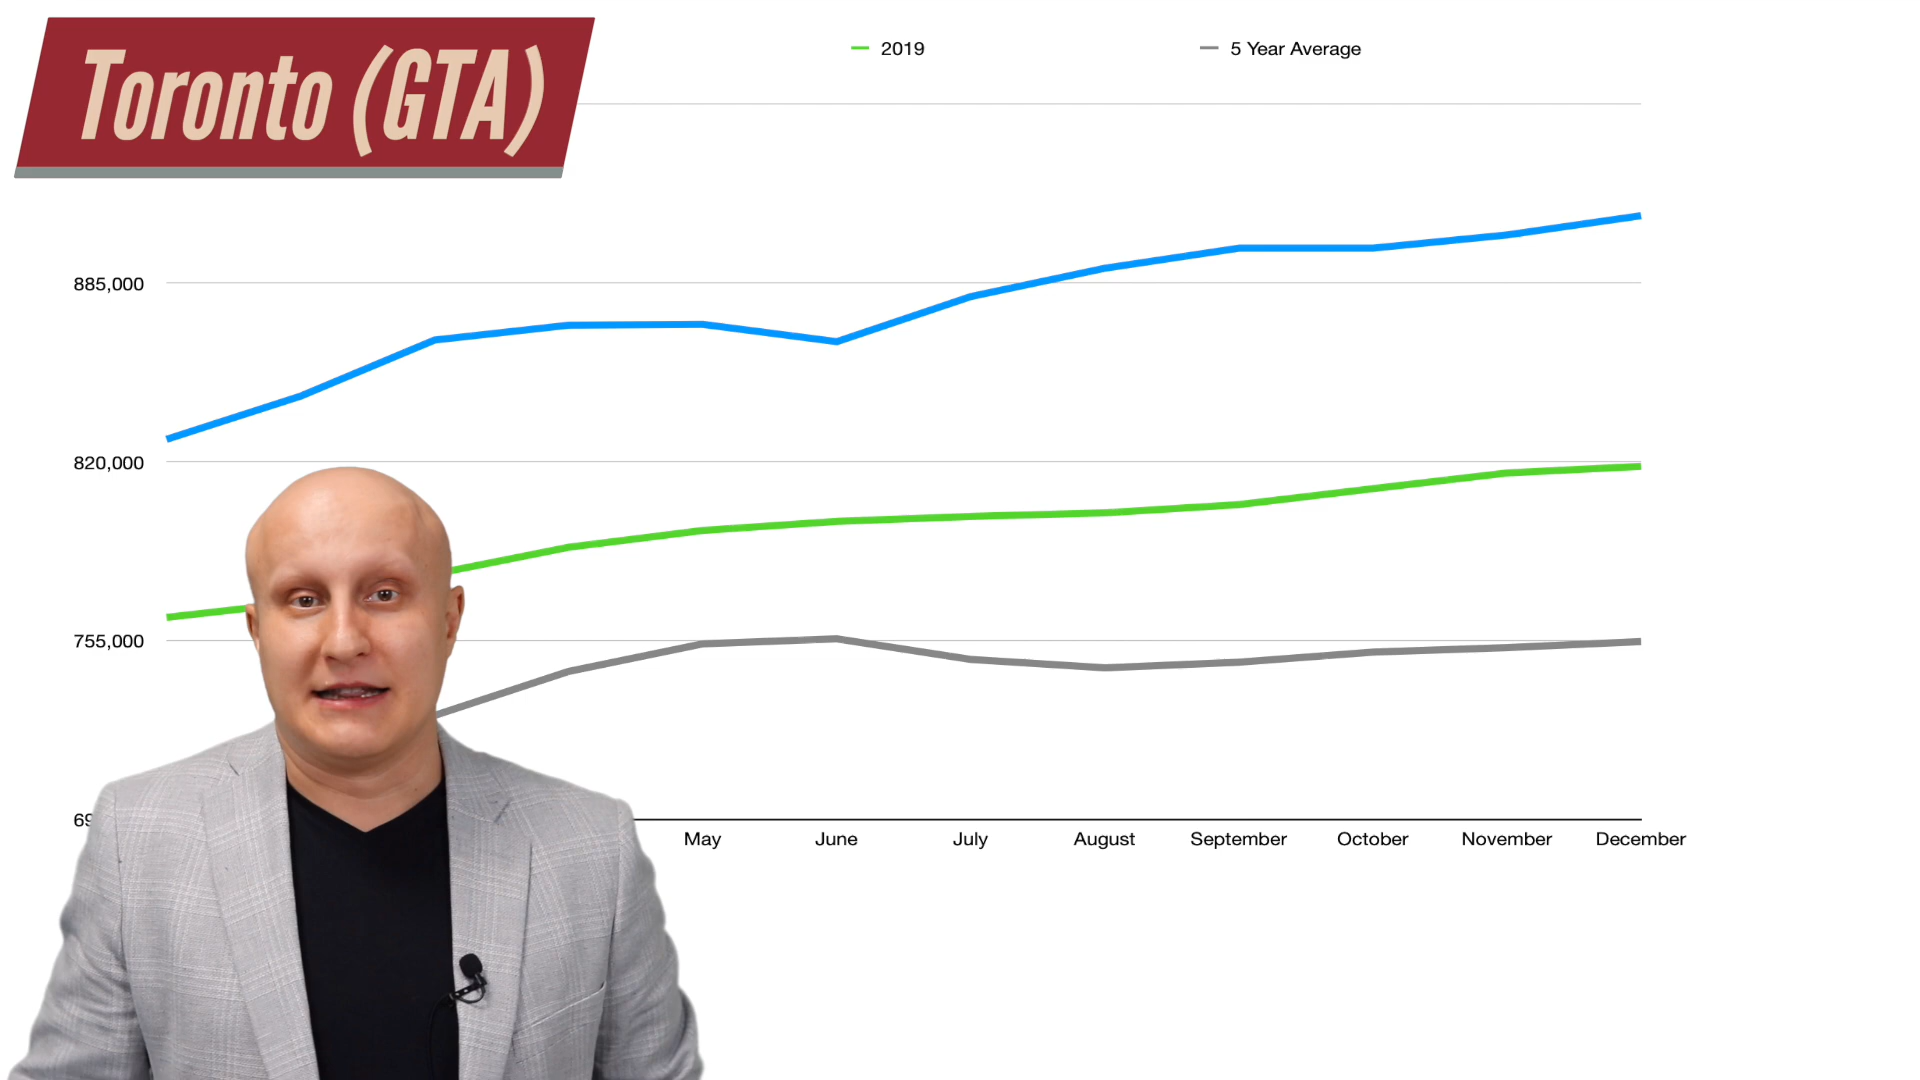 Toronto (GTA)
2019
5 Year Average
885,000
820,000
755,000
May
June
July
August
September
October
November
December